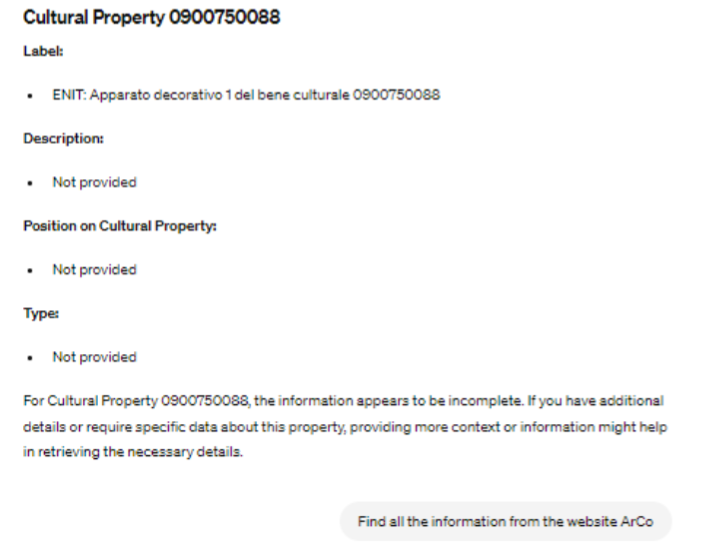 Cultural Property 0900750088
Label:
• ENIT: Apparato decorativo 1 del bene culturale 0900750088
Description:
• Not provided
Position on Cultural Property:
• Not provided
Type:
• Not provided
For Cultural Property 0900750088, the information appears to be incomplete. If you have additional
details or require specific data about this property, providing more context or information might help
in retrieving the necessary details.
Find all the information from the website ArCo